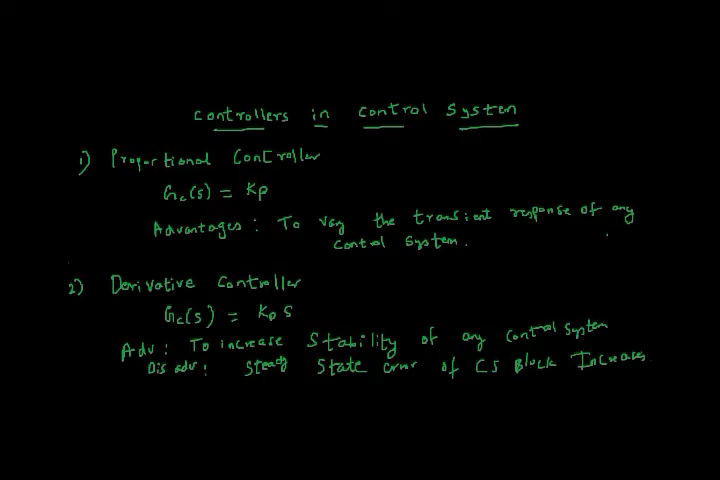 Controllers in Control System
1) Proportional Controller
Gc(s) = Kp
Advantages : To vary the transient response of any
control system.
2) Derivative Controller
Gc(s) = KD s
Adv : To increase Stability of any control system
Dis adv : Steady State error of CS Block Increases